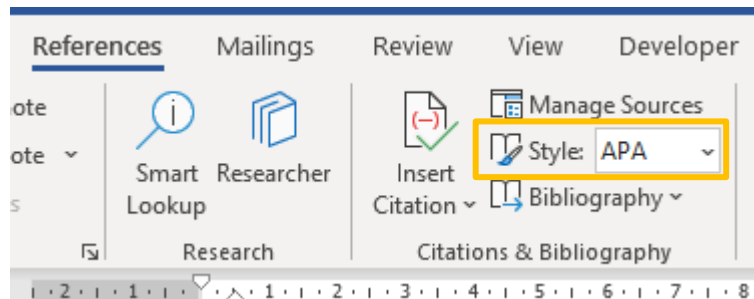 References Mailings Review View Developer
ote
ote
s
Smart Lookup
Researcher
Research
(–)
Insert Citation
Manage Sources
Style: APA
Bibliography
Citations & Bibliography
2 1 1 2 3 4 5 6 7 8